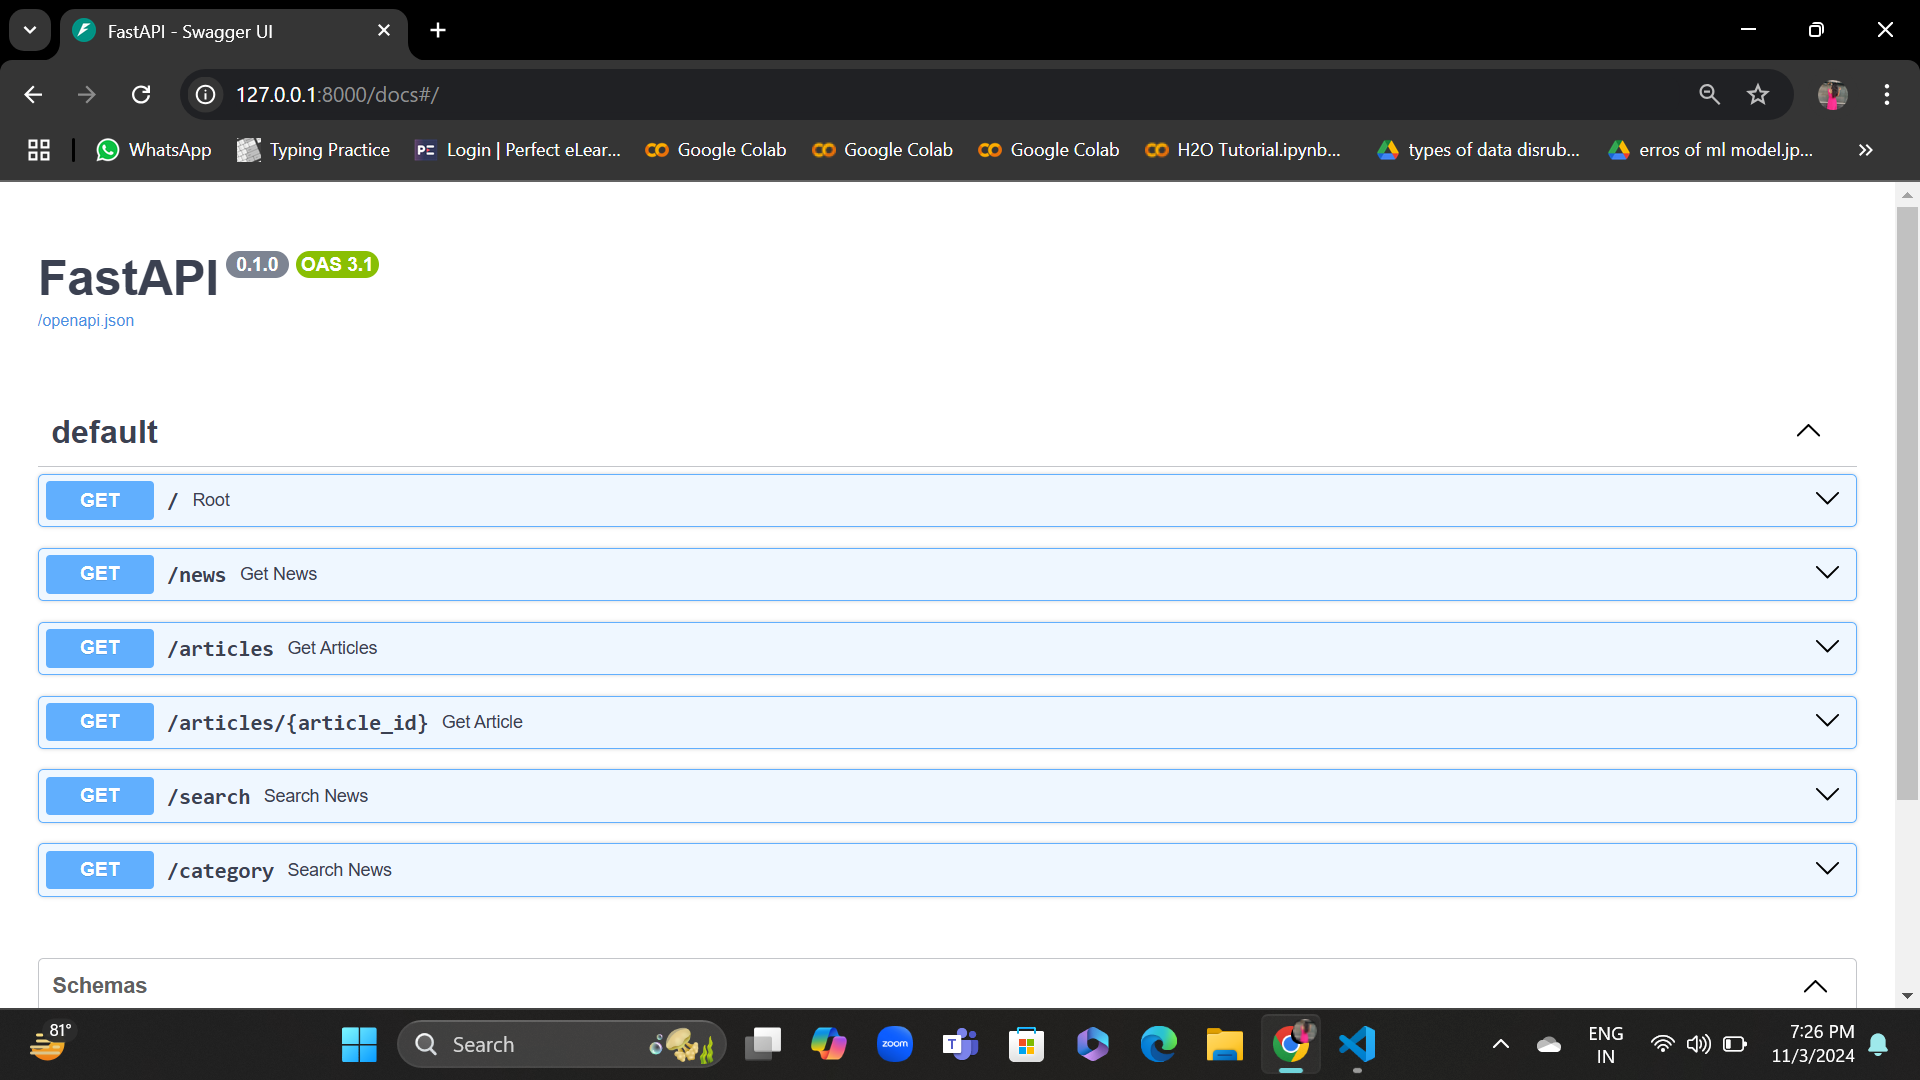 FastAPI - Swagger UI
127.0.0.1:8000/docs#/
WhatsApp Typing Practice PE Login | Perfect eLear... Google Colab Google Colab Google Colab H2O Tutorial.ipynb... types of data disrub... erros of ml model.jp...
FastAPI 0.1.0 OAS 3.1
/openapi.json
default
GET / Root
GET /news Get News
GET /articles Get Articles
GET /articles/{article_id} Get Article
GET /search Search News
GET /category Search News
Schemas
81°
Search
zoom
T
ENG
IN
7:26 PM
11/3/2024